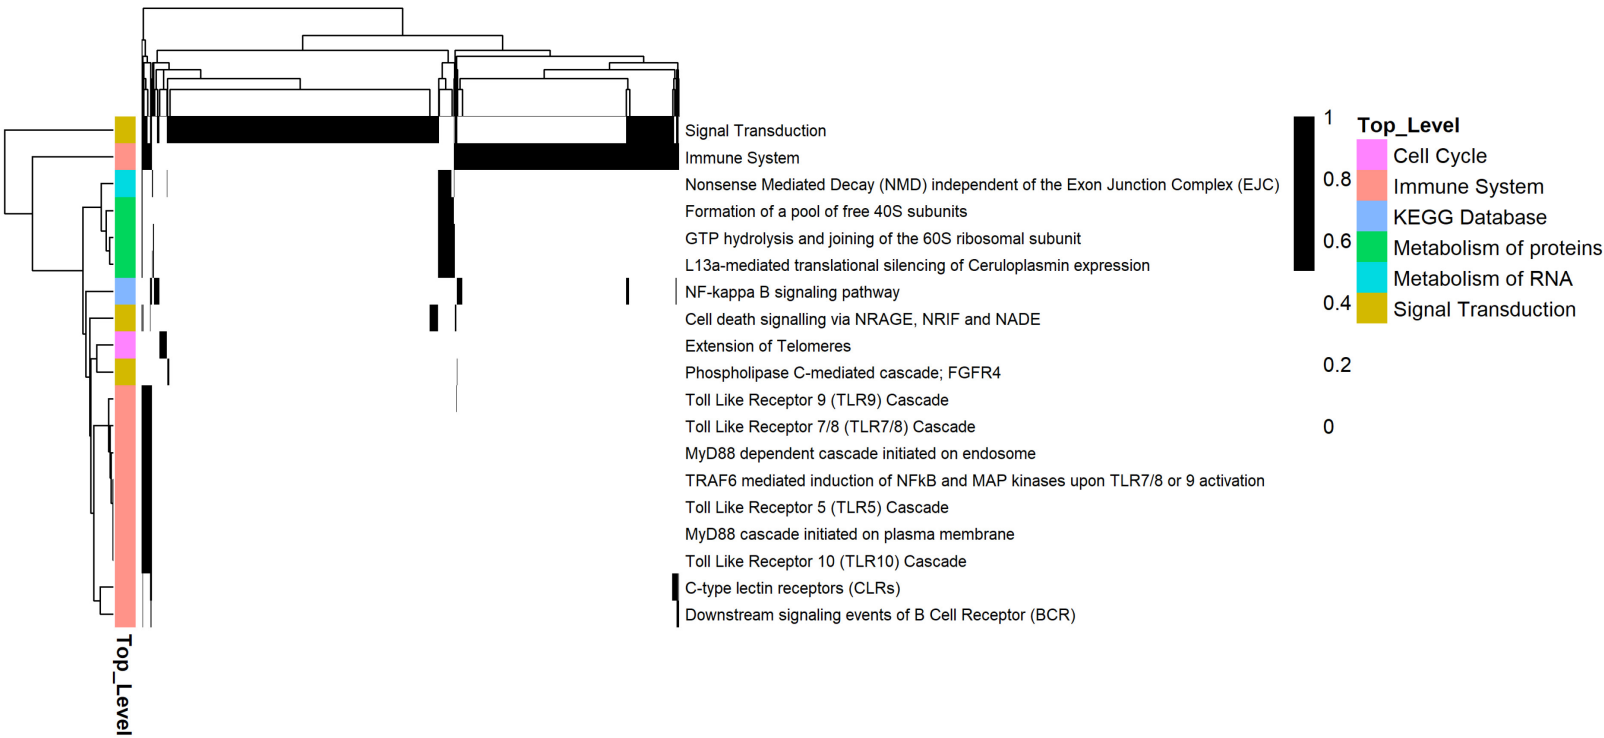 Signal Transduction
Immune System
Nonsense Mediated Decay (NMD) independent of the Exon Junction Complex (EJC)
Formation of a pool of free 40S subunits
GTP hydrolysis and joining of the 60S ribosomal subunit
L13a-mediated translational silencing of Ceruloplasmin expression
NF-kappa B signaling pathway
Cell death signalling via NRAGE, NRIF and NADE
Extension of Telomeres
Phospholipase C-mediated cascade; FGFR4
Toll Like Receptor 9 (TLR9) Cascade
Toll Like Receptor 7/8 (TLR7/8) Cascade
MyD88 dependent cascade initiated on endosome
TRAF6 mediated induction of NFkB and MAP kinases upon TLR7/8 or 9 activation
Toll Like Receptor 5 (TLR5) Cascade
MyD88 cascade initiated on plasma membrane
Toll Like Receptor 10 (TLR10) Cascade
C-type lectin receptors (CLRs)
Downstream signaling events of B Cell Receptor (BCR)
Top_Level
1
0.8
0.6
0.4
0.2
0
Top_Level
Cell Cycle
Immune System
KEGG Database
Metabolism of proteins
Metabolism of RNA
Signal Transduction